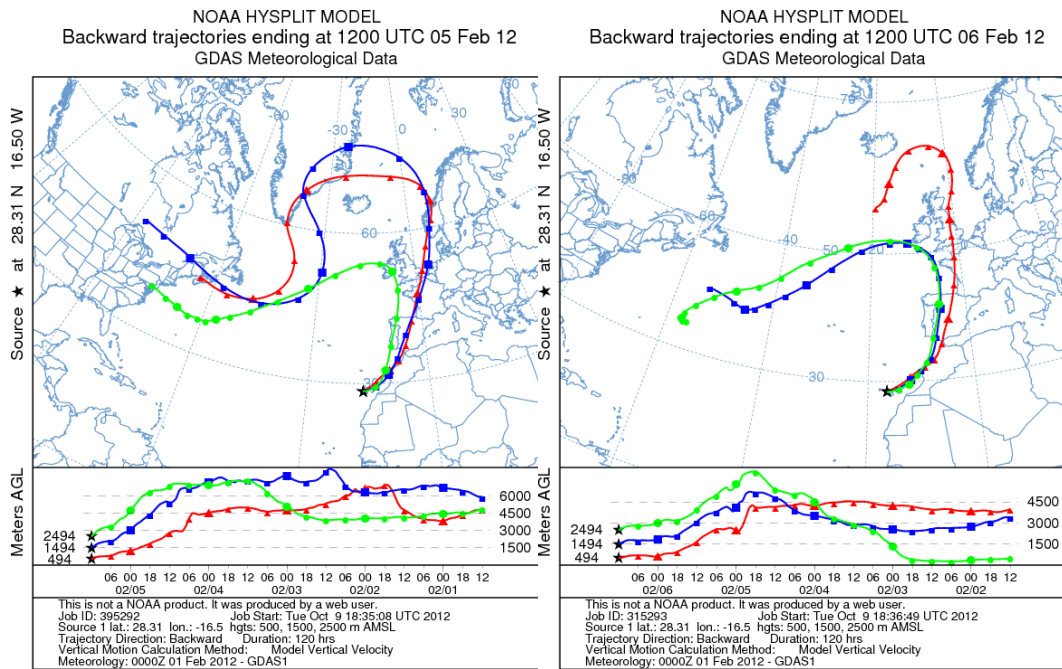 NOAA HYSPLIT MODEL
Backward trajectories ending at 1200 UTC 05 Feb 12
GDAS Meteorological Data
Source ★ at 28.31 N 16.50 W
-60
-30
0
30
60
60
30
Meters AGL
6000
4500
3000
1500
2494
1494
494
06 00 18 12 06 00 18 12 06 00 18 12 06 00 18 12 06 00 18 12
02/05 02/04 02/03 02/02 02/01
This is not a NOAA product. It was produced by a web user.
Job ID: 395292 Job Start: Tue Oct 9 18:35:08 UTC 2012
Source 1 lat.: 28.31 lon.: -16.5 hgts: 500, 1500, 2500 m AMSL
Trajectory Direction: Backward Duration: 120 hrs
Vertical Motion Calculation Method: Model Vertical Velocity
Meteorology: 0000Z 01 Feb 2012 - GDAS1
NOAA HYSPLIT MODEL
Backward trajectories ending at 1200 UTC 06 Feb 12
GDAS Meteorological Data
Source ★ at 28.31 N 16.50 W
70
-40
50
20
30
Meters AGL
4500
3000
1500
2494
1494
494
06 00 18 12 06 00 18 12 06 00 18 12 06 00 18 12 06 00 18 12
02/06 02/05 02/04 02/03 02/02
This is not a NOAA product. It was produced by a web user.
Job ID: 315293 Job Start: Tue Oct 9 18:36:49 UTC 2012
Source 1 lat.: 28.31 lon.: -16.5 hgts: 500, 1500, 2500 m AMSL
Trajectory Direction: Backward Duration: 120 hrs
Vertical Motion Calculation Method: Model Vertical Velocity
Meteorology: 0000Z 01 Feb 2012 - GDAS1